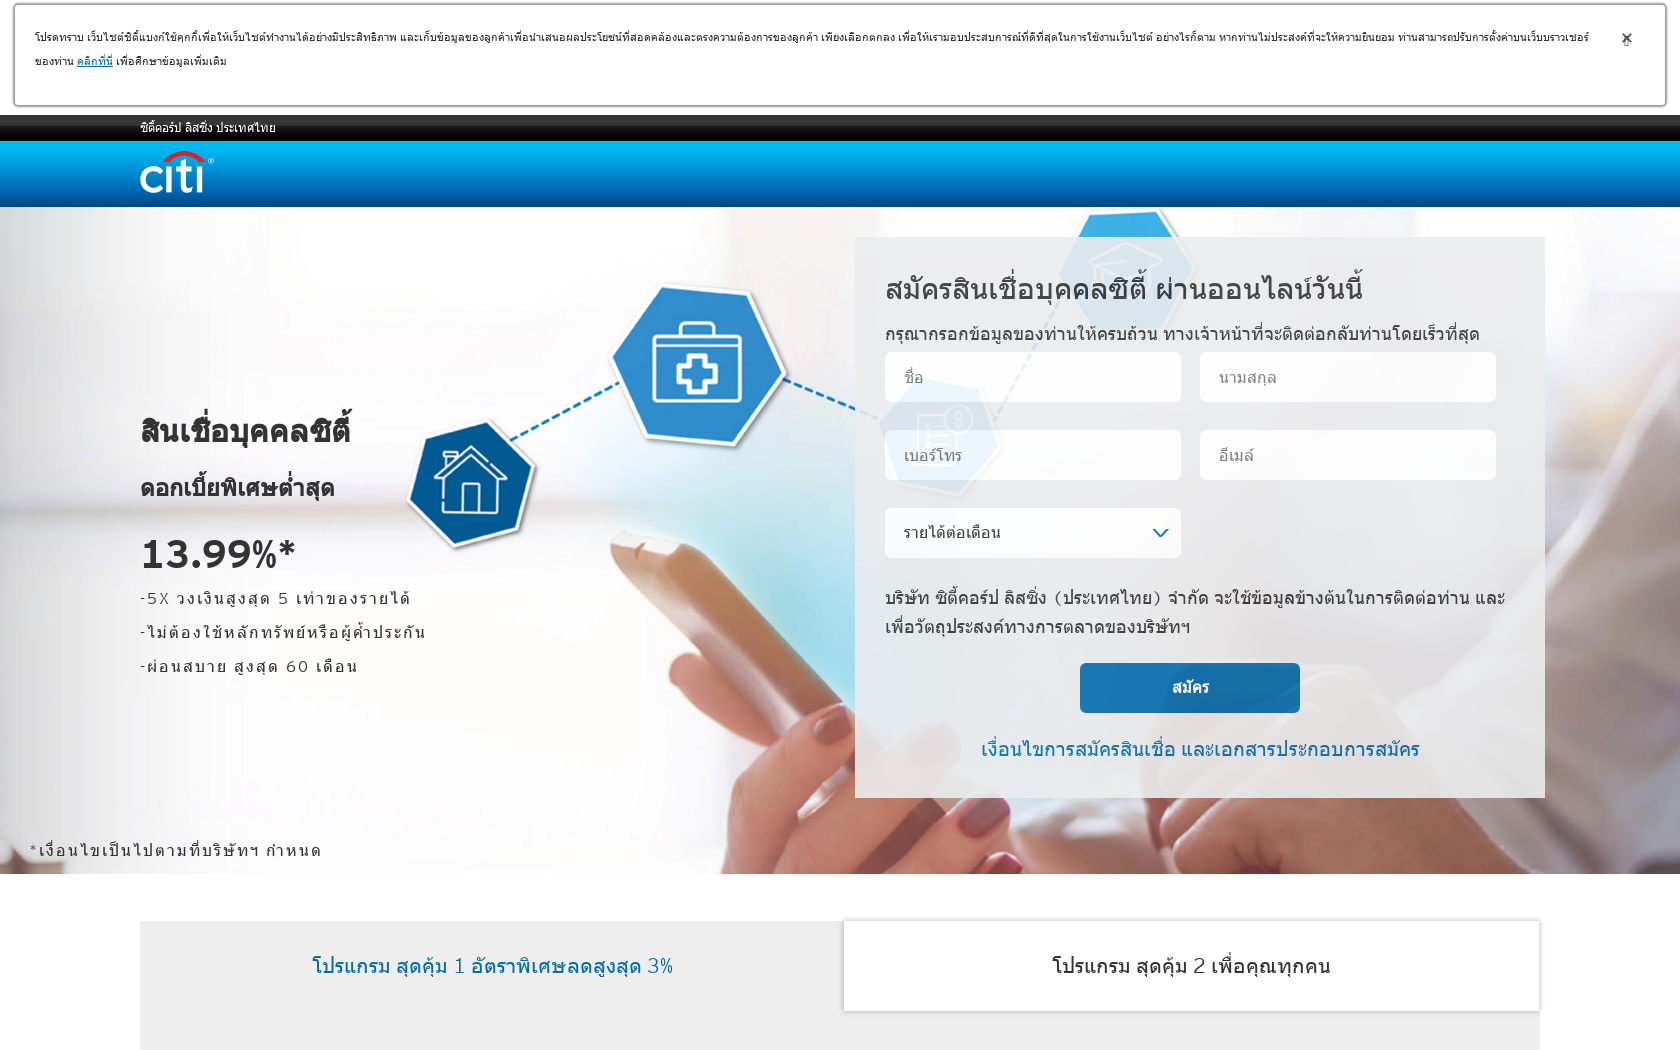 โปรดทราบ เว็บไซต์ซิตี้แบงก์ใช้คุกกี้เพื่อให้เว็บไซต์ทำงานได้อย่างมีประสิทธิภาพ และเก็บข้อมูลของลูกค้าเพื่อนำเสนอผลประโยชน์ที่สอดคล้องและตรงความต้องการของลูกค้า เพียงเลือกตกลง เพื่อให้เรามอบประสบการณ์ที่ดีที่สุดในการใช้งานเว็บไซต์ อย่างไรก็ตาม หากท่านไม่ประสงค์ที่จะให้ความยินยอม ท่านสามารถปรับการตั้งค่าบนเว็บบราวเซอร์
ของท่าน คลิกที่นี่ เพื่อศึกษาข้อมูลเพิ่มเติม
ซิตี้คอร์ป ลิสซิ่ง ประเทศไทย
citi®
สมัครสินเชื่อบุคคลซิตี้ ผ่านออนไลน์วันนี้
กรุณากรอกข้อมูลของท่านให้ครบถ้วน ทางเจ้าหน้าที่จะติดต่อกลับท่านโดยเร็วที่สุด
ชื่อ
นามสกุล
เบอร์โทร
อีเมล์
รายได้ต่อเดือน
บริษัท ซิตี้คอร์ป ลิสซิ่ง (ประเทศไทย) จำกัด จะใช้ข้อมูลข้างต้นในการติดต่อท่าน และ
เพื่อวัตถุประสงค์ทางการตลาดของบริษัทฯ
สมัคร
เงื่อนไขการสมัครสินเชื่อ และเอกสารประกอบการสมัคร
สินเชื่อบุคคลซิตี้
ดอกเบี้ยพิเศษต่ำสุด
13.99%*
-5X วงเงินสูงสุด 5 เท่าของรายได้
-ไม่ต้องใช้หลักทรัพย์หรือผู้ค้ำประกัน
-ผ่อนสบาย สูงสุด 60 เดือน
*เงื่อนไขเป็นไปตามที่บริษัทฯ กำหนด
โปรแกรม สุดคุ้ม 1 อัตราพิเศษลดสูงสุด 3%
โปรแกรม สุดคุ้ม 2 เพื่อคุณทุกคน